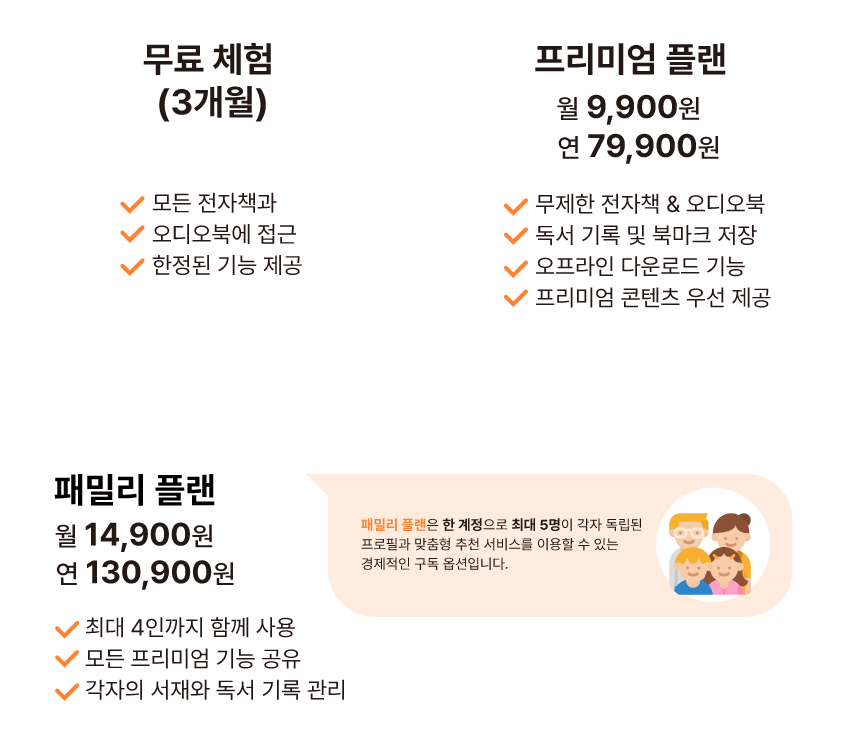 무료 체험
(3개월)
모든 전자책과
오디오북에 접근
한정된 기능 제공
프리미엄 플랜
월 9,900원
연 79,900원
무제한 전자책 & 오디오북
독서 기록 및 북마크 저장
오프라인 다운로드 기능
프리미엄 콘텐츠 우선 제공
패밀리 플랜
월 14,900원
연 130,900원
최대 4인까지 함께 사용
모든 프리미엄 기능 공유
각자의 서재와 독서 기록 관리
패밀리 플랜은 한 계정으로 최대 5명이 각자 독립된
프로필과 맞춤형 추천 서비스를 이용할 수 있는
경제적인 구독 옵션입니다.